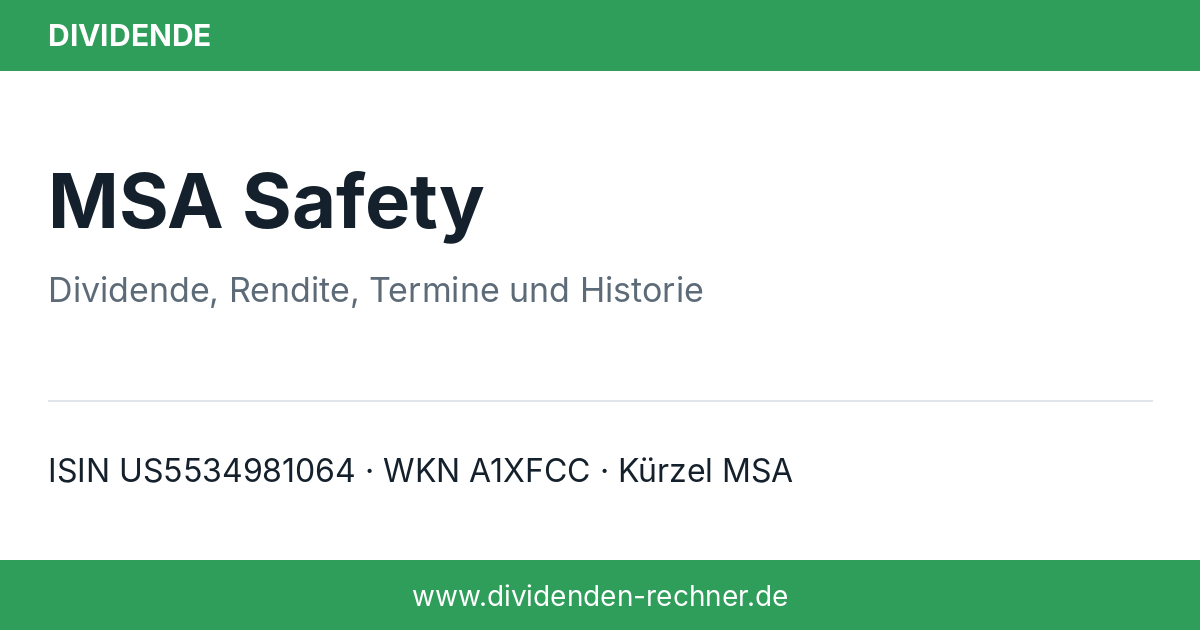 DIVIDENDE
MSA Safety
Dividende, Rendite, Termine und Historie
ISIN US5534981064 · WKN A1XFCC · Kürzel MSA
www.dividenden-rechner.de